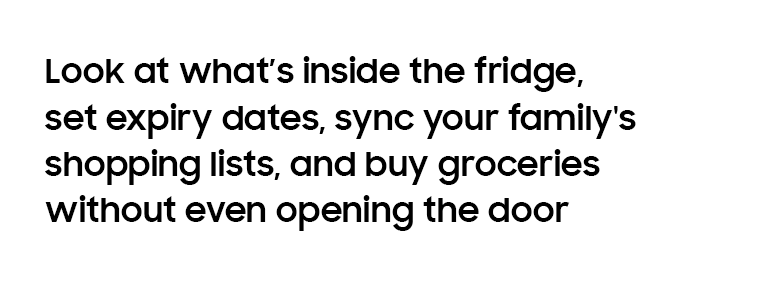 Look at what’s inside the fridge,
set expiry dates, sync your family's
shopping lists, and buy groceries
without even opening the door